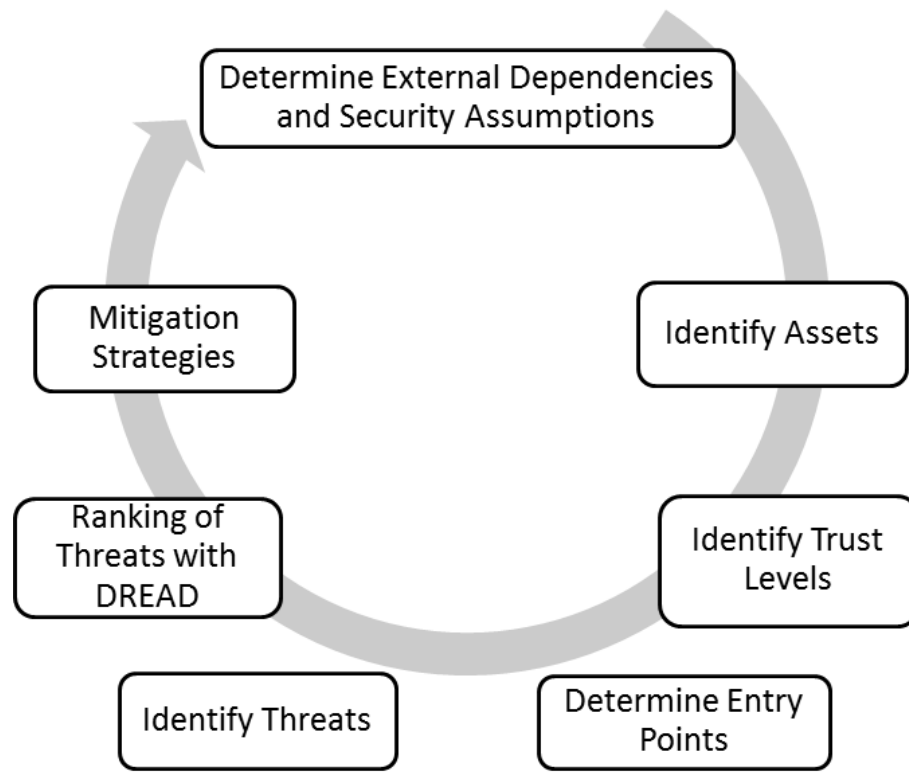 Determine External Dependencies
and Security Assumptions
Identify Assets
Identify Trust
Levels
Determine Entry
Points
Identify Threats
Ranking of
Threats with
DREAD
Mitigation
Strategies